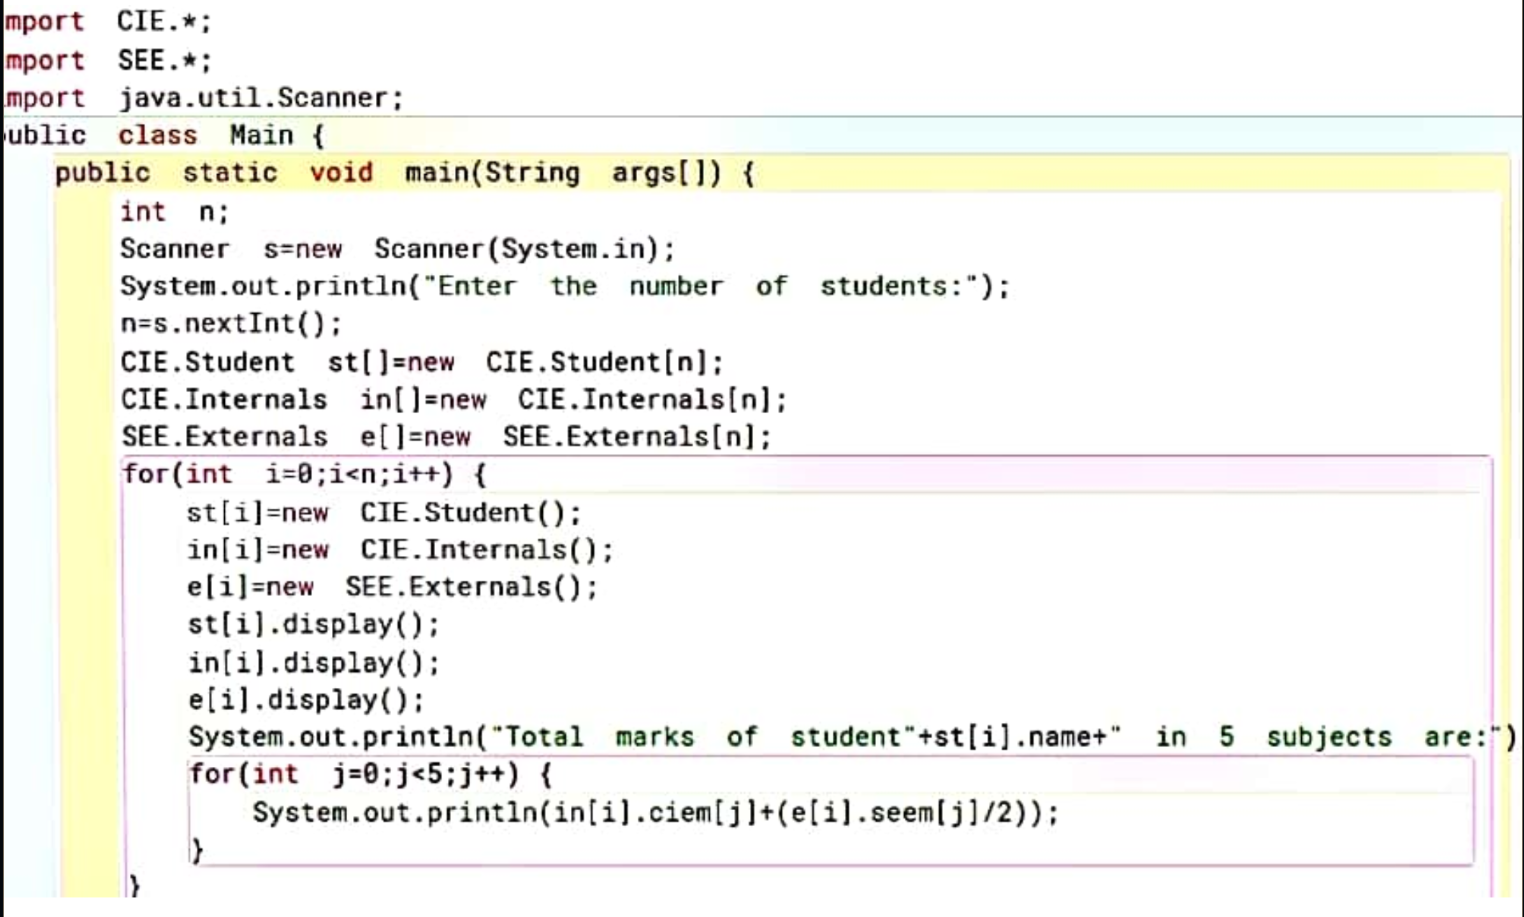 mport CIE.*;
mport SEE.*;
mport java.util.Scanner;
ublic class Main {
public static void main(String args[]) {
int n;
Scanner s=new Scanner(System.in);
System.out.println("Enter the number of students:");
n=s.nextInt();
CIE.Student st[]=new CIE.Student[n];
CIE.Internals in[]=new CIE.Internals[n];
SEE.Externals e[]=new SEE.Externals[n];
for(int i=0;i<n;i++) {
st[i]=new CIE.Student();
in[i]=new CIE.Internals();
e[i]=new SEE.Externals();
st[i].display();
in[i].display();
e[i].display();
System.out.println("Total marks of student"+st[i].name+" in 5 subjects are:")
for(int j=0;j<5;j++) {
System.out.println(in[i].ciem[j]+(e[i].seem[j]/2));
}
}